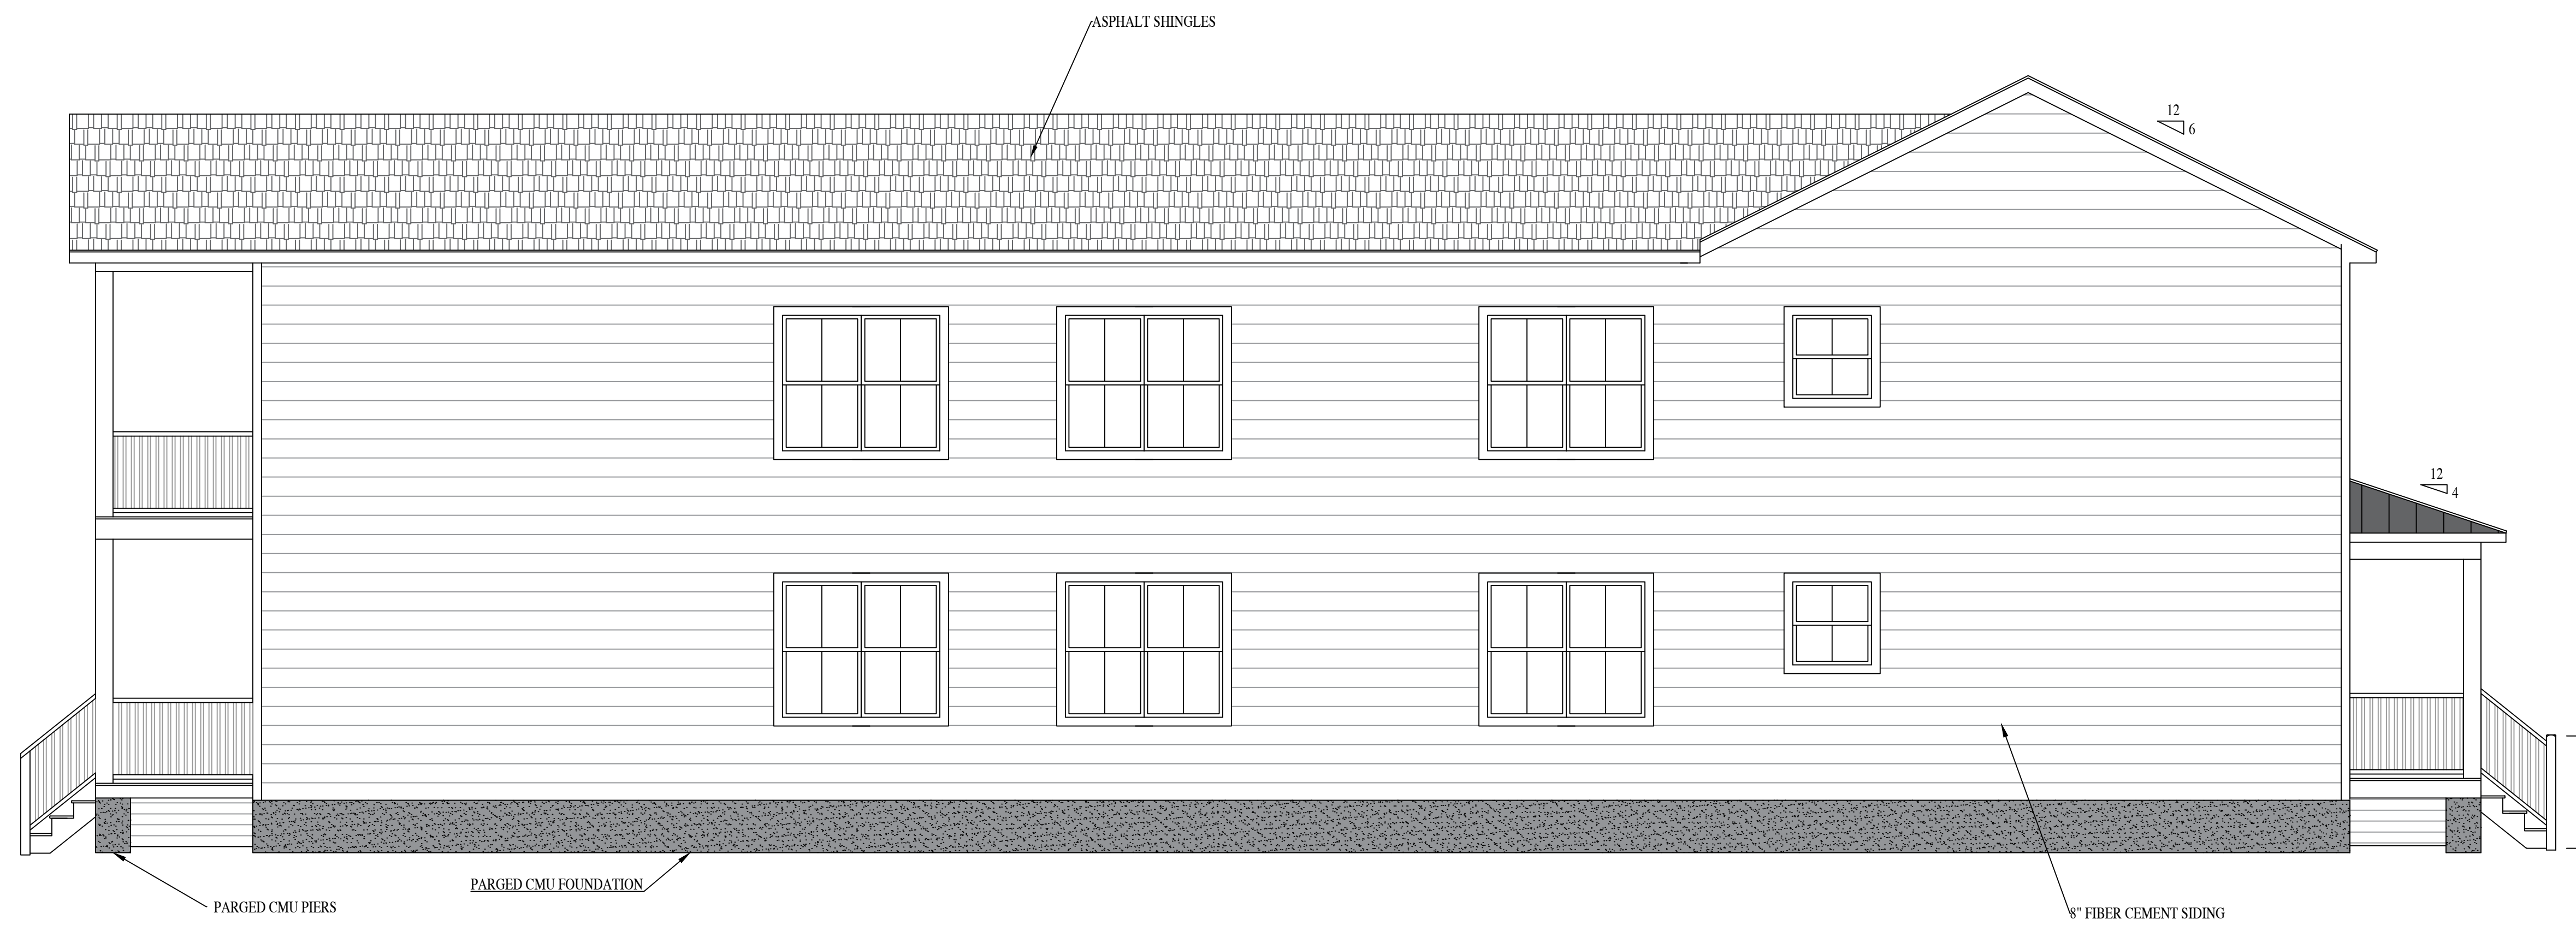 ASPHALT SHINGLES
12
6
12
4
PARGED CMU FOUNDATION
PARGED CMU PIERS
8" FIBER CEMENT SIDING